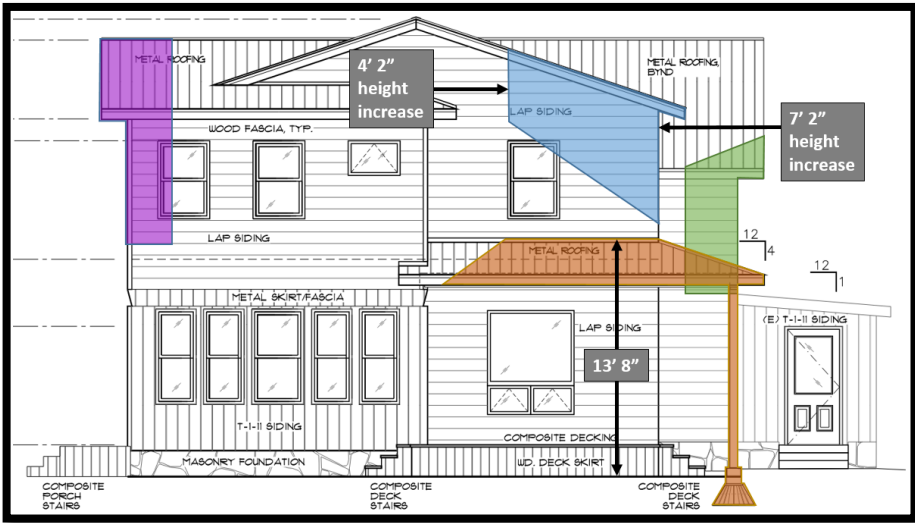 METAL ROOFING
4' 2"
height
increase
METAL ROOFING,
BYND
LAP SIDING
WOOD FASCIA, TYP.
7' 2"
height
increase
LAP SIDING
12
4
METAL ROOFING
12
1
METAL SKIRT/FASCIA
LAP SIDING
(E) T-1-11 SIDING
13' 8"
T-1-11 SIDING
COMPOSITE DECKING
MASONRY FOUNDATION
WD. DECK SKIRT
COMPOSITE
PORCH
STAIRS
COMPOSITE
DECK
STAIRS
COMPOSITE
DECK
STAIRS